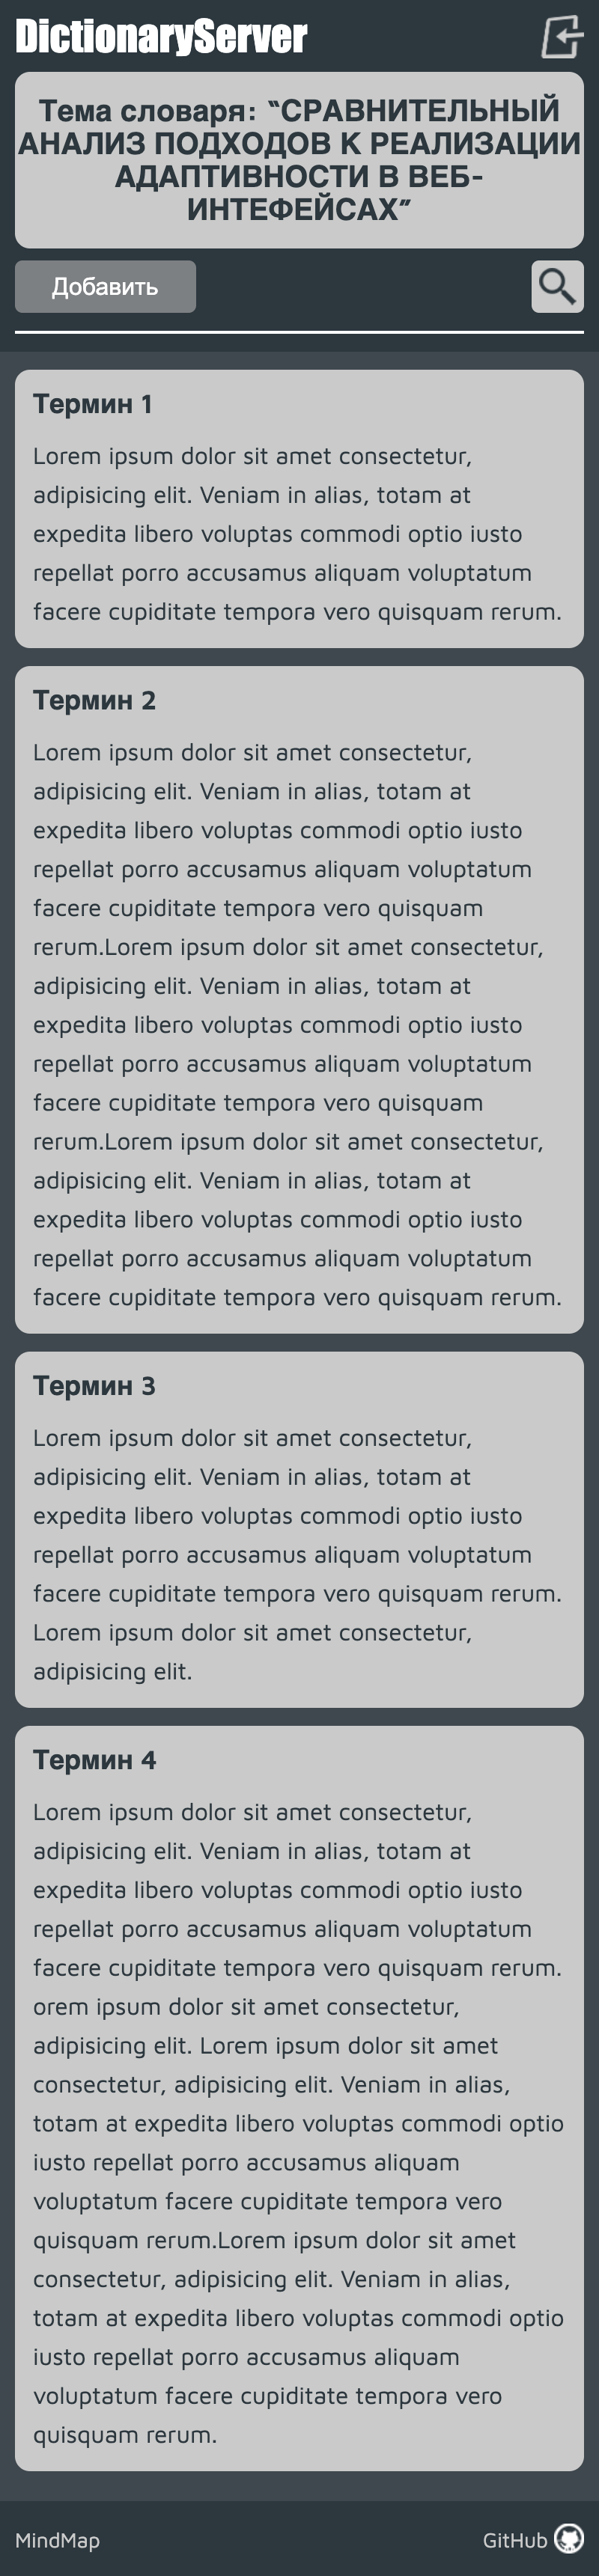 DictionaryServer
Тема словаря: “СРАВНИТЕЛЬНЫЙ
АНАЛИЗ ПОДХОДОВ К РЕАЛИЗАЦИИ
АДАПТИВНОСТИ В ВЕБ-
ИНТЕФЕЙСАХ”
Добавить
Термин 1
Lorem ipsum dolor sit amet consectetur,
adipisicing elit. Veniam in alias, totam at
expedita libero voluptas commodi optio iusto
repellat porro accusamus aliquam voluptatum
facere cupiditate tempora vero quisquam rerum.
Термин 2
Lorem ipsum dolor sit amet consectetur,
adipisicing elit. Veniam in alias, totam at
expedita libero voluptas commodi optio iusto
repellat porro accusamus aliquam voluptatum
facere cupiditate tempora vero quisquam
rerum.Lorem ipsum dolor sit amet consectetur,
adipisicing elit. Veniam in alias, totam at
expedita libero voluptas commodi optio iusto
repellat porro accusamus aliquam voluptatum
facere cupiditate tempora vero quisquam
rerum.Lorem ipsum dolor sit amet consectetur,
adipisicing elit. Veniam in alias, totam at
expedita libero voluptas commodi optio iusto
repellat porro accusamus aliquam voluptatum
facere cupiditate tempora vero quisquam rerum.
Термин 3
Lorem ipsum dolor sit amet consectetur,
adipisicing elit. Veniam in alias, totam at
expedita libero voluptas commodi optio iusto
repellat porro accusamus aliquam voluptatum
facere cupiditate tempora vero quisquam rerum.
Lorem ipsum dolor sit amet consectetur,
adipisicing elit.
Термин 4
Lorem ipsum dolor sit amet consectetur,
adipisicing elit. Veniam in alias, totam at
expedita libero voluptas commodi optio iusto
repellat porro accusamus aliquam voluptatum
facere cupiditate tempora vero quisquam rerum.
orem ipsum dolor sit amet consectetur,
adipisicing elit. Lorem ipsum dolor sit amet
consectetur, adipisicing elit. Veniam in alias,
totam at expedita libero voluptas commodi optio
iusto repellat porro accusamus aliquam
voluptatum facere cupiditate tempora vero
quisquam rerum.Lorem ipsum dolor sit amet
consectetur, adipisicing elit. Veniam in alias,
totam at expedita libero voluptas commodi optio
iusto repellat porro accusamus aliquam
voluptatum facere cupiditate tempora vero
quisquam rerum.
MindMap
GitHub